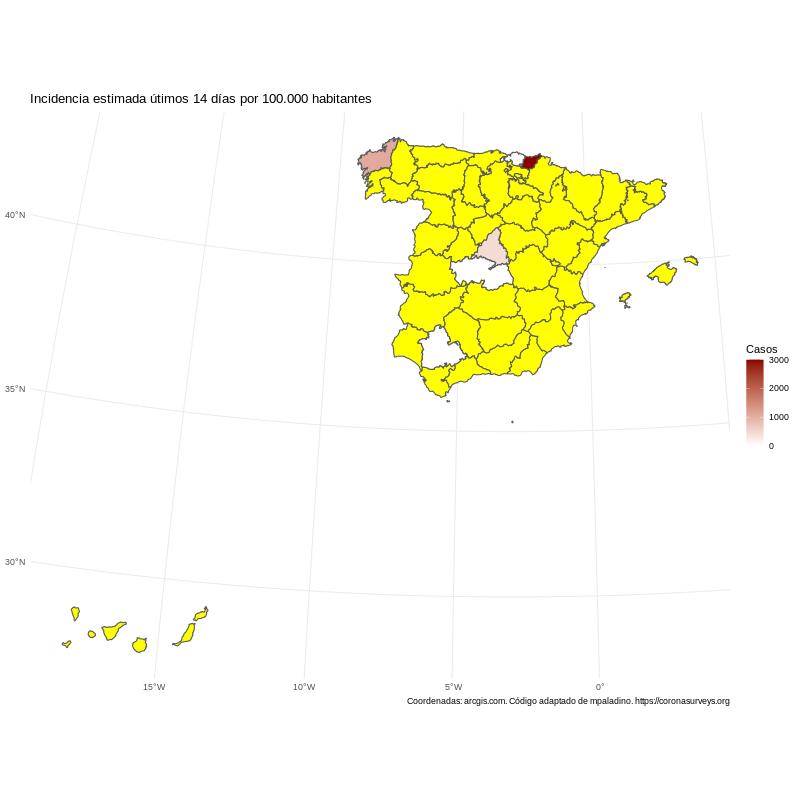 Incidencia estimada útimos 14 días por 100.000 habitantes
40°N
35°N
30°N
15°W
10°W
5°W
0°
Casos
3000
2000
1000
0
Coordenadas: arcgis.com. Código adaptado de mpaladino. https://coronasurveys.org